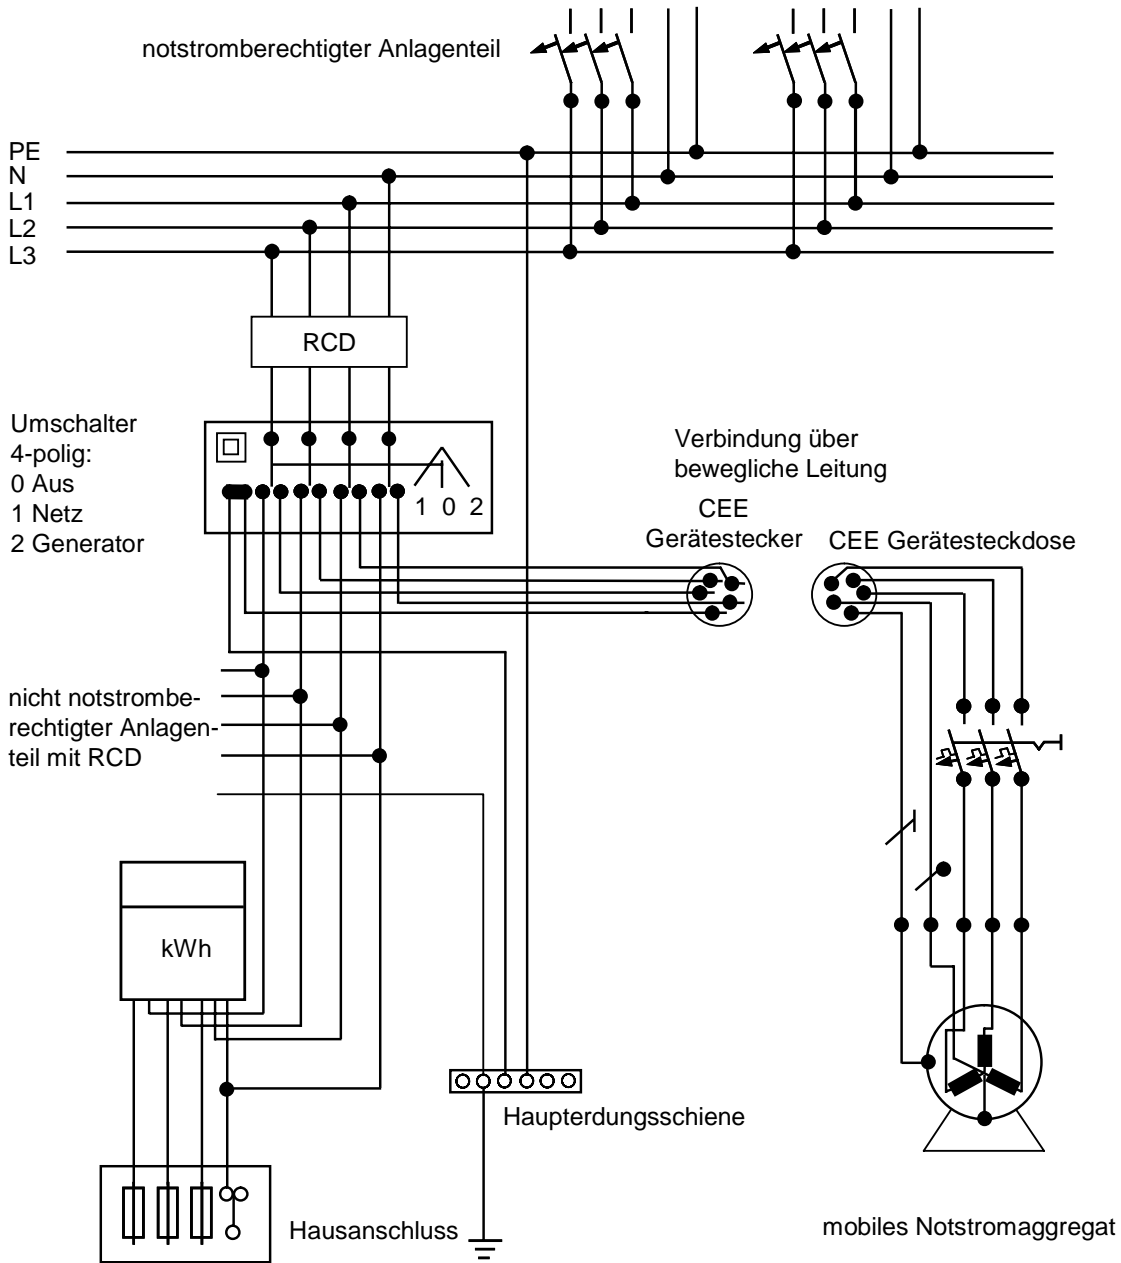 notstromberechtigter Anlagenteil
PE
N
L1
L2
L3
RCD
Umschalter
4-polig:
0 Aus
1 Netz
2 Generator
1 0 2
Verbindung über
bewegliche Leitung
CEE
Gerätestecker
CEE Gerätesteckdose
nicht notstrombe-
rechtigter Anlagen-
teil mit RCD
kWh
Haupterdungsschiene
Hausanschluss
mobiles Notstromaggregat